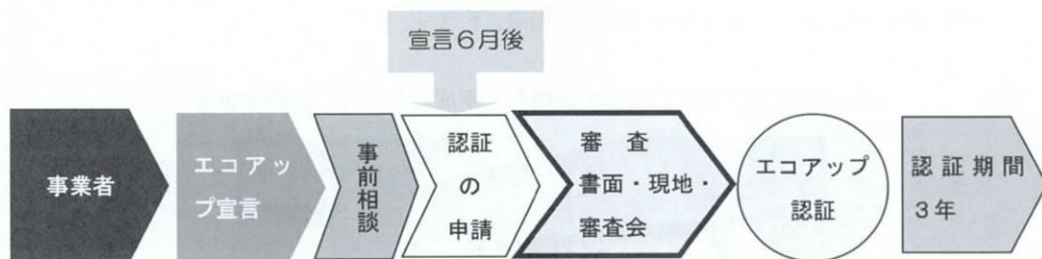 宣言6月後
事業者
エコアッ
プ宣言
事前相談
認証
の
申請
審 査
書面・現地・
審査会
エコアップ
認証
認証期間
3年